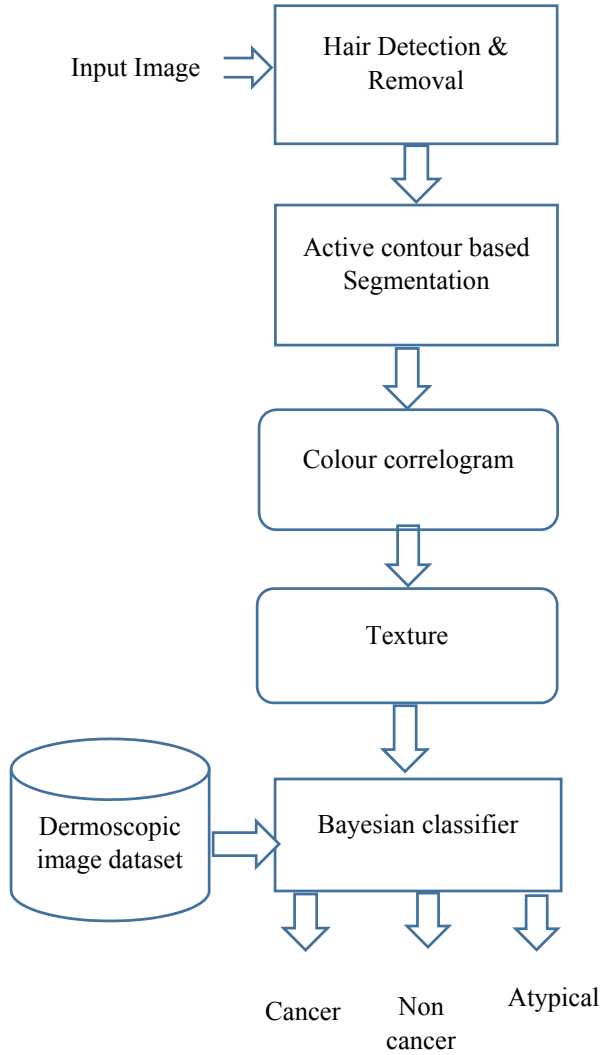 Input Image
Hair Detection &
Removal
Active contour based
Segmentation
Colour correlogram
Texture
Dermoscopic
image dataset
Bayesian classifier
Cancer
Non
cancer
Atypical